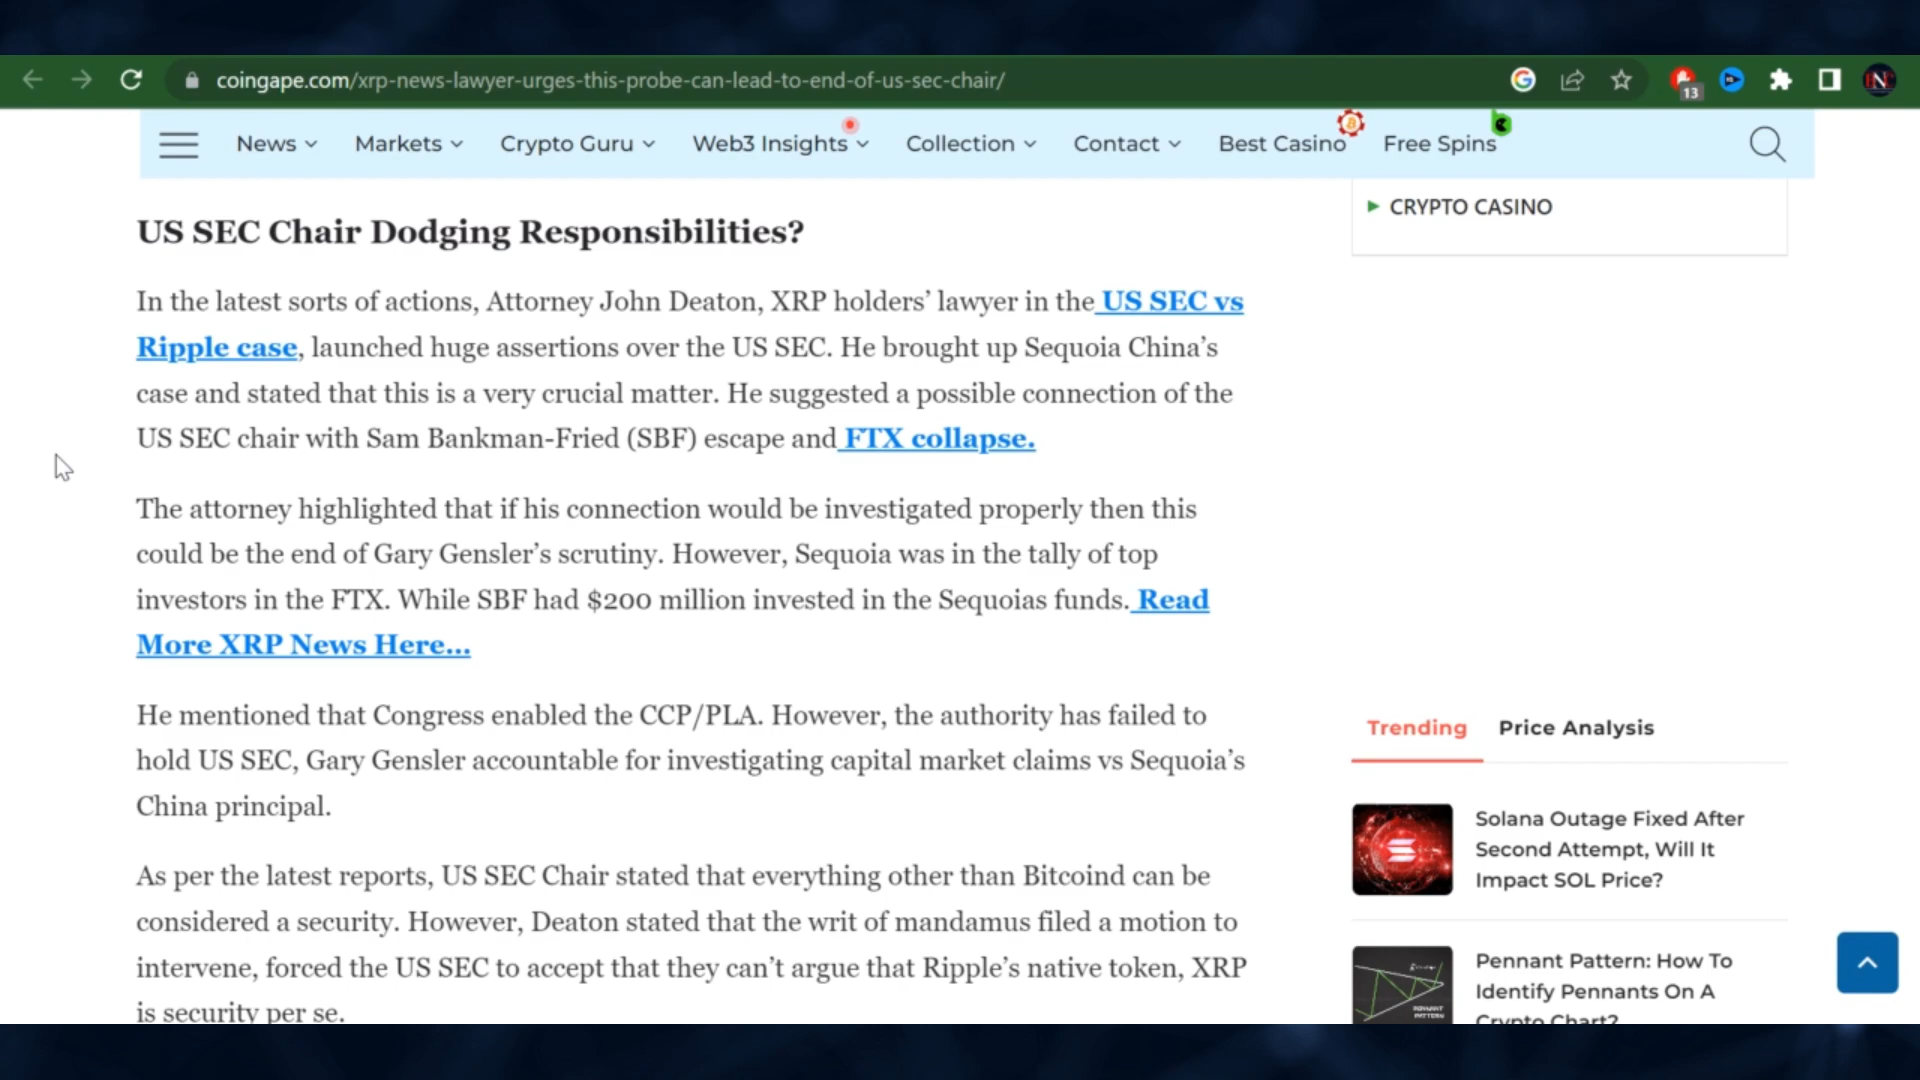 coingape.com/xrp-news-lawyer-urges-this-probe-can-lead-to-end-of-us-sec-chair/
13
N
News Markets Crypto Guru Web3 Insights Collection Contact Best Casino Free Spins
CRYPTO CASINO
US SEC Chair Dodging Responsibilities?
In the latest sorts of actions, Attorney John Deaton, XRP holders’ lawyer in the US SEC vs
Ripple case, launched huge assertions over the US SEC. He brought up Sequoia China’s
case and stated that this is a very crucial matter. He suggested a possible connection of the
US SEC chair with Sam Bankman-Fried (SBF) escape and FTX collapse.
The attorney highlighted that if his connection would be investigated properly then this
could be the end of Gary Gensler’s scrutiny. However, Sequoia was in the tally of top
investors in the FTX. While SBF had $200 million invested in the Sequoias funds. Read
More XRP News Here...
He mentioned that Congress enabled the CCP/PLA. However, the authority has failed to
hold US SEC, Gary Gensler accountable for investigating capital market claims vs Sequoia’s
China principal.
As per the latest reports, US SEC Chair stated that everything other than Bitcoind can be
considered a security. However, Deaton stated that the writ of mandamus filed a motion to
intervene, forced the US SEC to accept that they can’t argue that Ripple’s native token, XRP
is security per se.
Trending Price Analysis
Solana Outage Fixed After
Second Attempt, Will It
Impact SOL Price?
Pennant Pattern: How To
Identify Pennants On A
Crypto Chart?
PENNANT
PATTERN